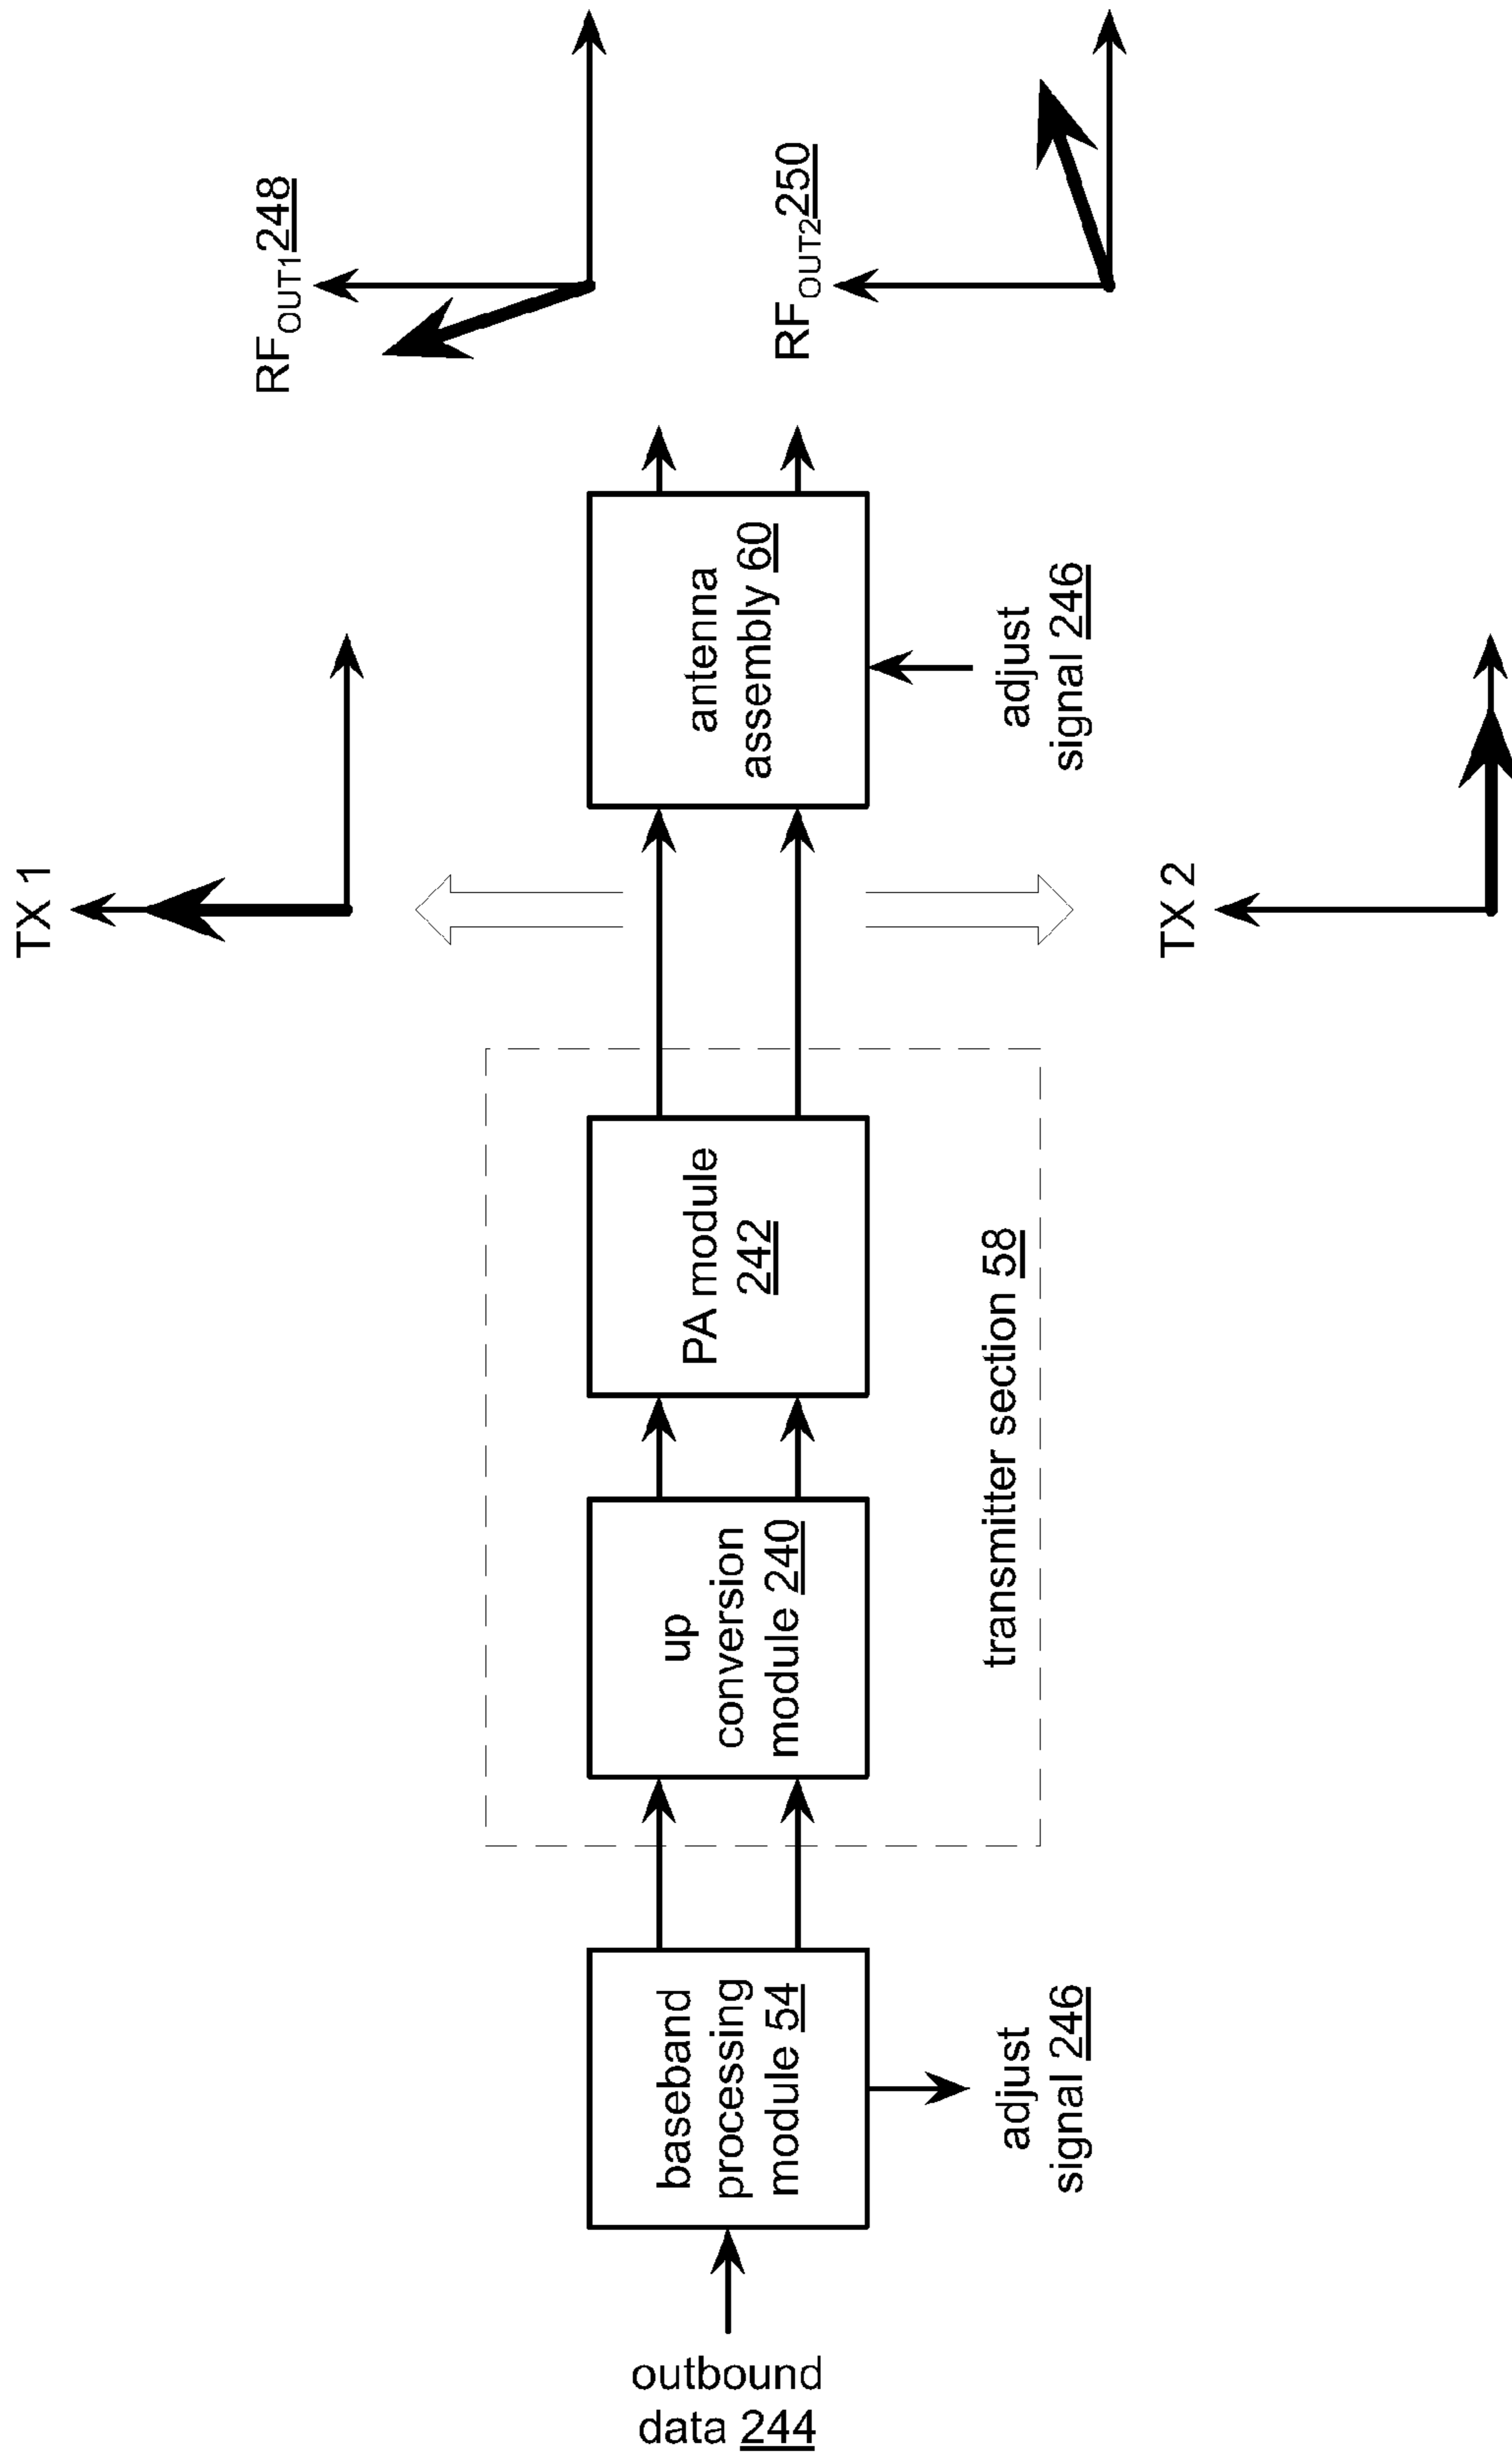 TX 1
RFOUT1 248
outbound
data 244
baseband
processing
module 54
up
conversion
module 240
PA module
242
antenna
assembly 60
adjust
signal 246
transmitter section 58
adjust
signal 246
RFOUT2 250
TX 2